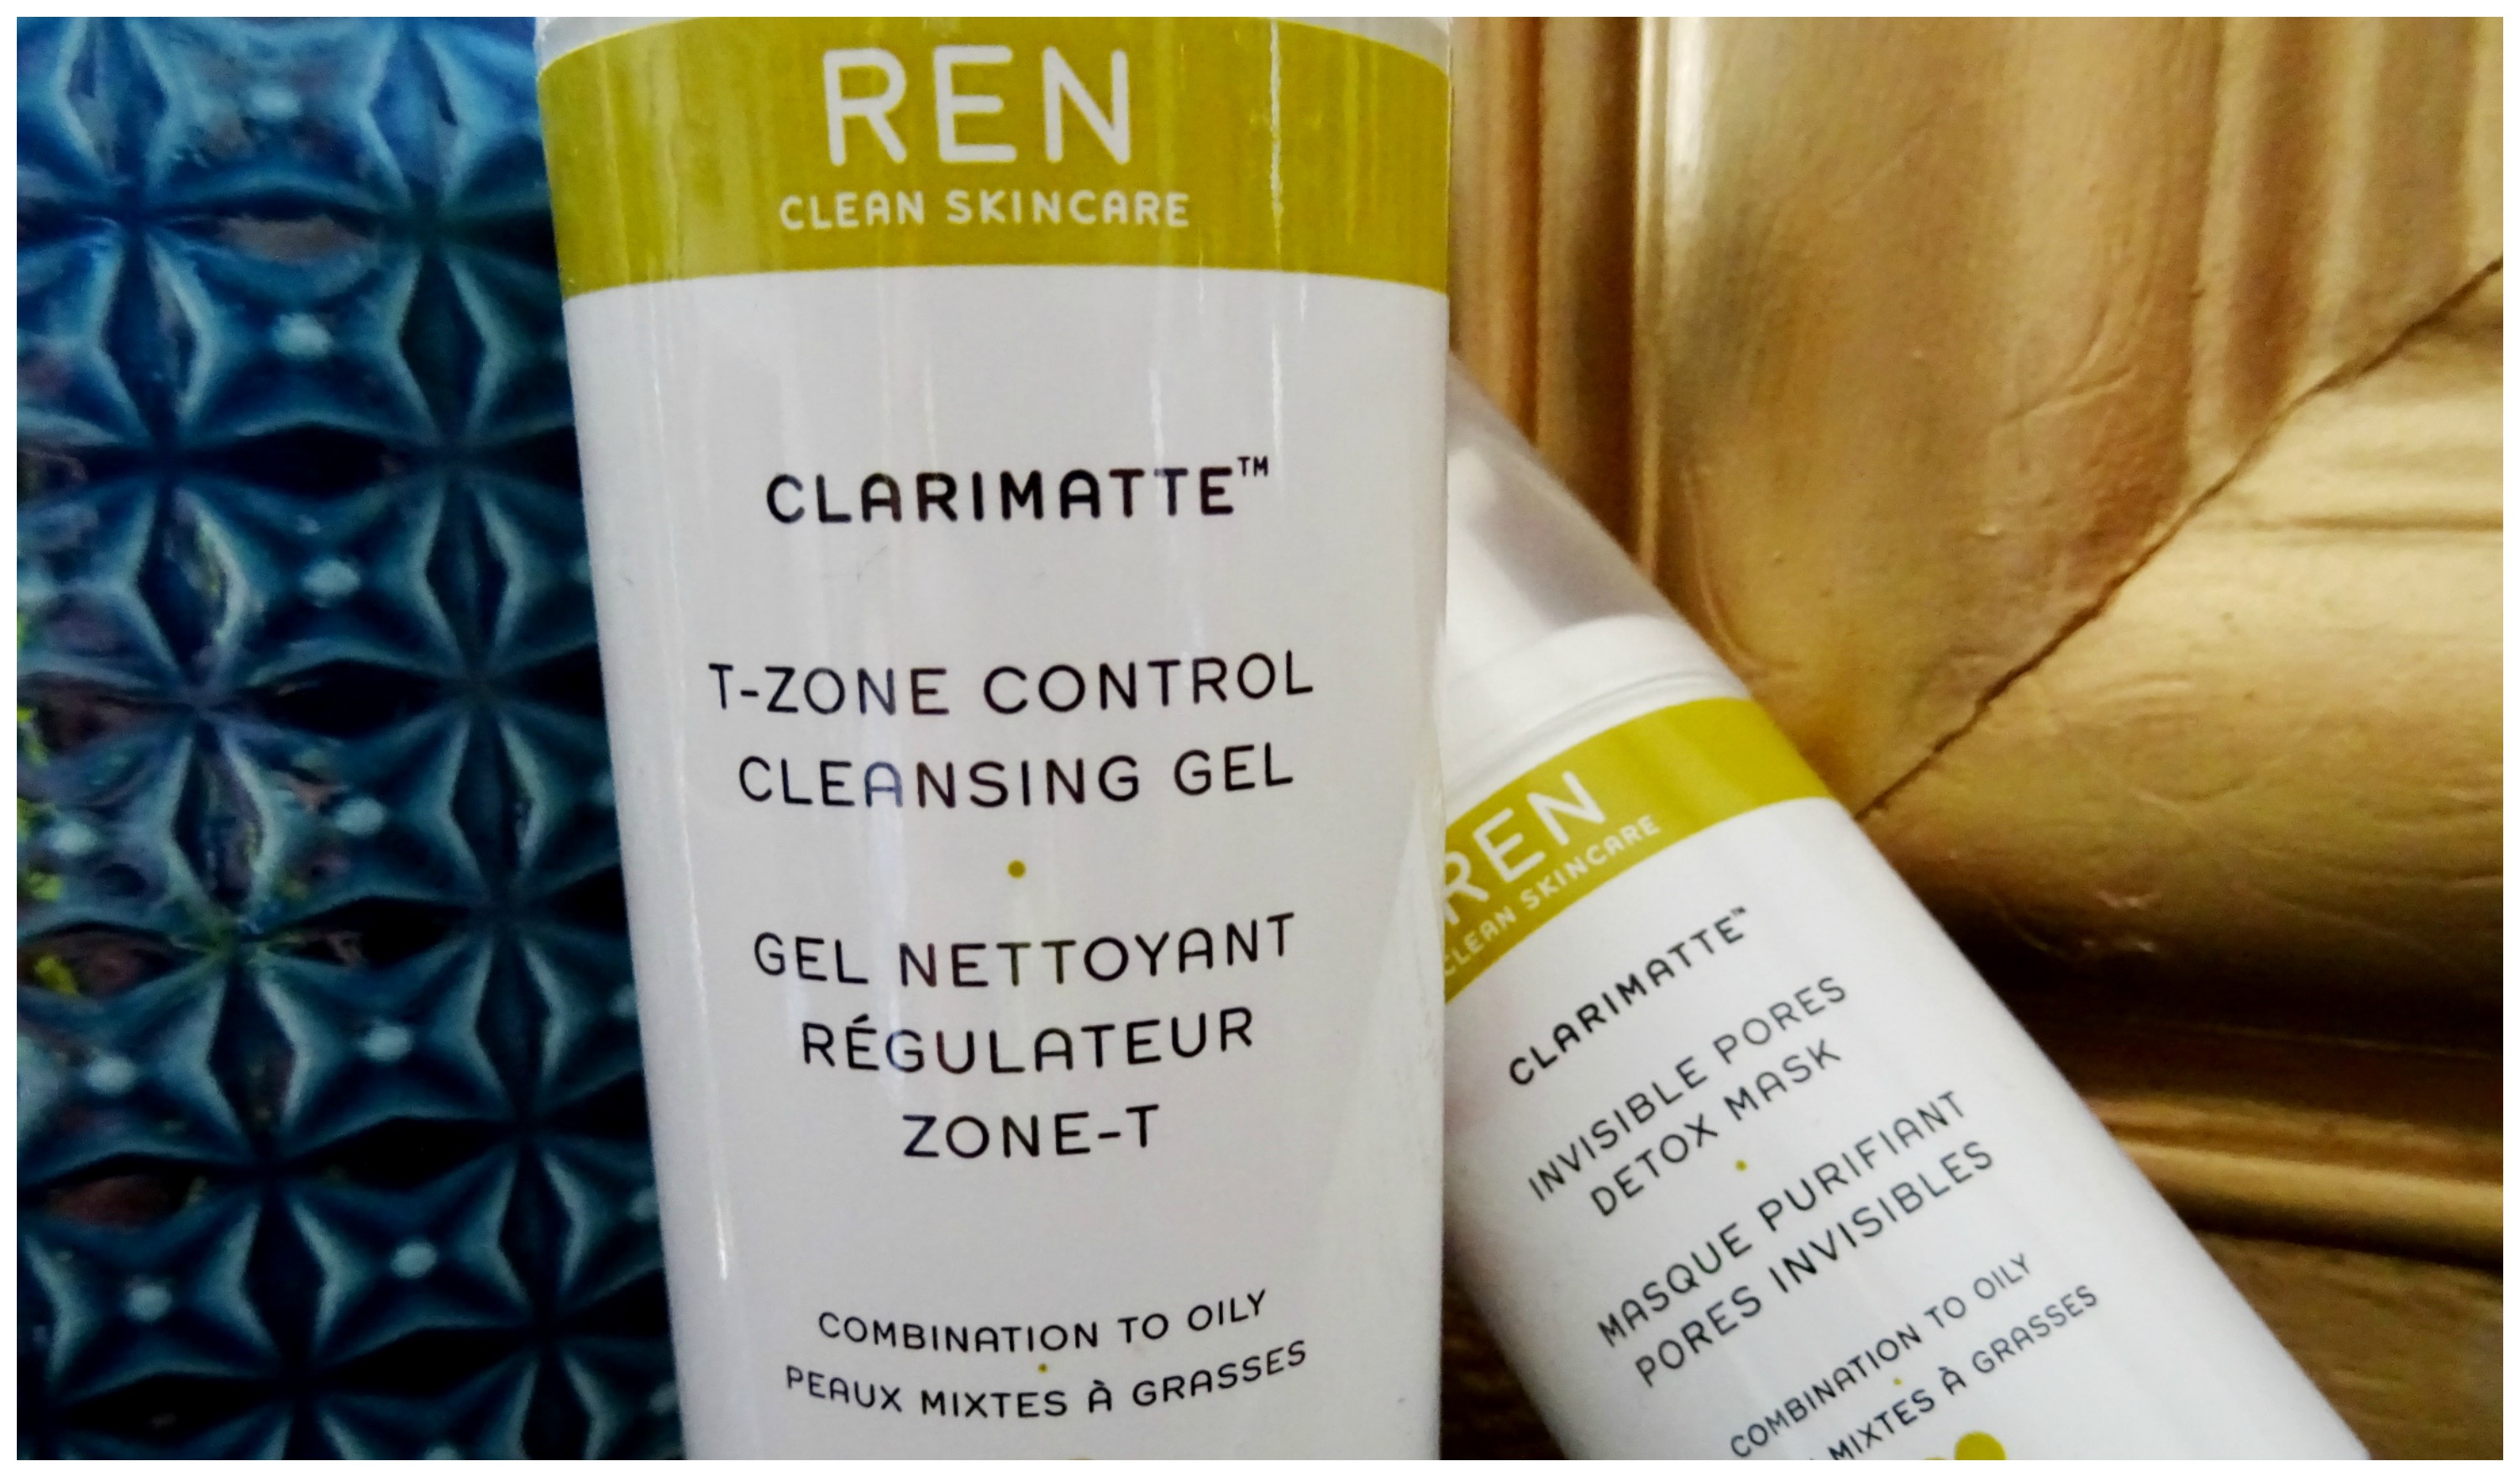 REN
CLEAN SKINCARE
CLARIMATTE™
T-ZONE CONTROL
CLEANSING GEL
GEL NETTOYANT
RÉGULATEUR
ZONE-T
COMBINATION TO OILY
PEAUX MIXTES À GRASSES
REN
CLEAN SKINCARE
CLARIMATTE™
INVISIBLE PORES
DETOX MASK
MASQUE PURIFIANT
PORES INVISIBLES
COMBINATION TO OILY
MIXTES À GRASSES